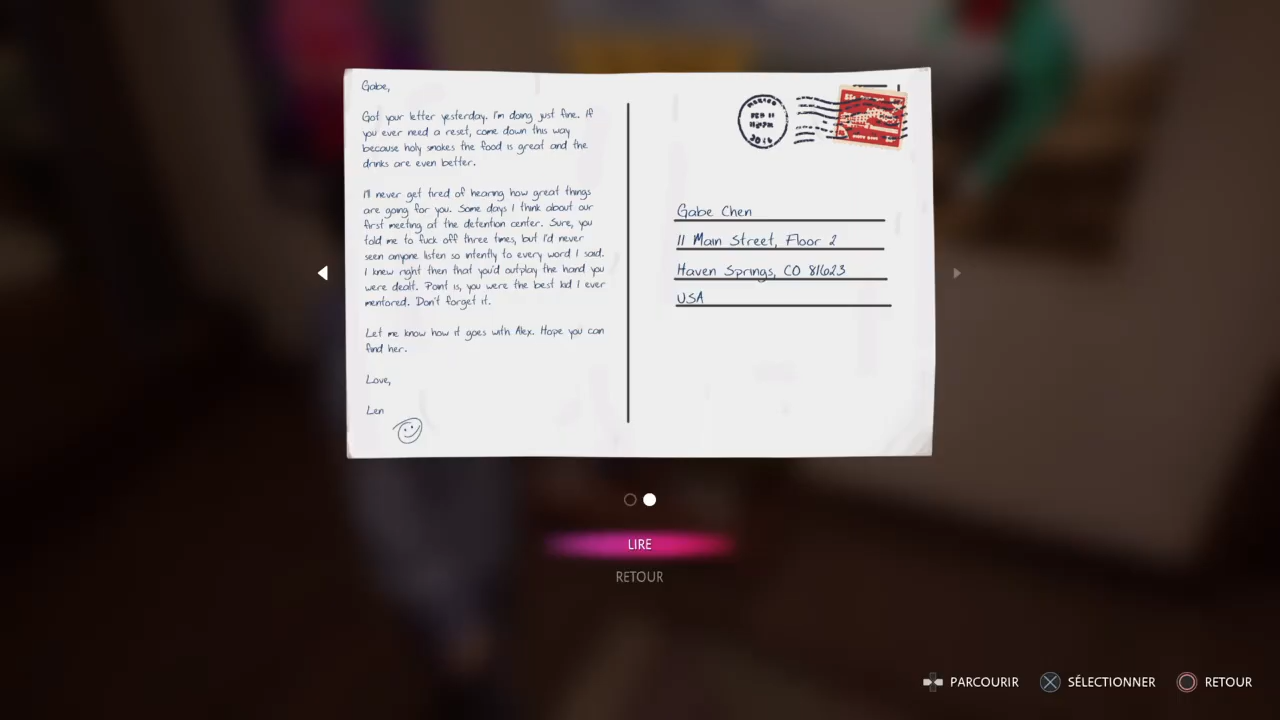 Gabe,
Got your letter yesterday. I'm doing just fine. If
you ever need a reset, come down this way
because holy smokes the food is great and the
drinks are even better.
I'll never get tired of hearing how great things
are going for you. Some days I think about our
first meeting at the detention center. Sure, you
told me to fuck off three times, but I'd never
seen anyone listen so intently to every word I said.
I knew right then that you'd outplay the hand you
were dealt. Point is, you were the best kid I ever
mentored. Don't forget it.
Let me know how it goes with Alex. Hope you can
find her.
Love,
Len
FEB 11
Gabe Chen
11 Main Street, Floor 2
Haven Springs, CO 81623
USA
LIRE
RETOUR
PARCOURIR
SÉLECTIONNER
RETOUR